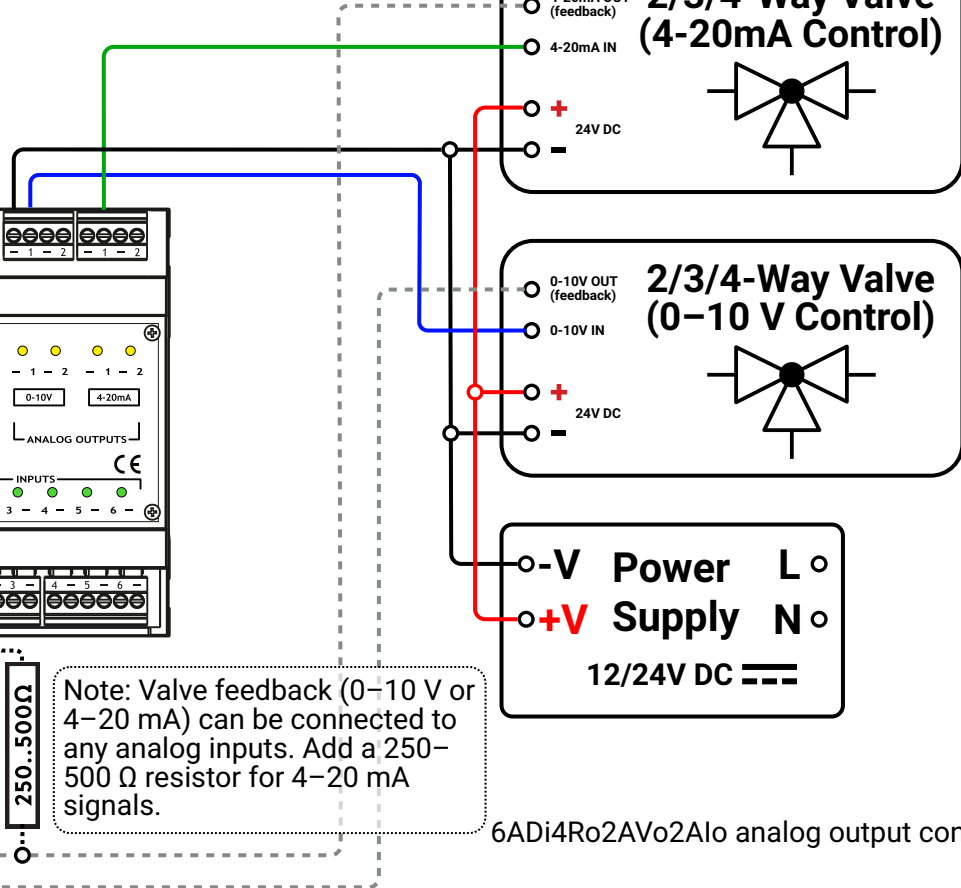 (feedback)
2/3/4-Way Valve
(4-20mA Control)
4-20mA IN
+
24V DC
−
− 1 − 2 − 1 − 2
0-10V OUT
(feedback)
2/3/4-Way Valve
(0–10 V Control)
0-10V IN
+
24V DC
−
− 1 − 2 − 1 − 2
0-10V 4-20mA
ANALOG OUTPUTS
CE
INPUTS
3 − 4 − 5 − 6 −
3 − 4 − 5 − 6 −
-V Power L
+V Supply N
12/24V DC
250..500Ω
Note: Valve feedback (0–10 V or
4–20 mA) can be connected to
any analog inputs. Add a 250–
500 Ω resistor for 4–20 mA
signals.
6ADi4Ro2AVo2AIo analog output con